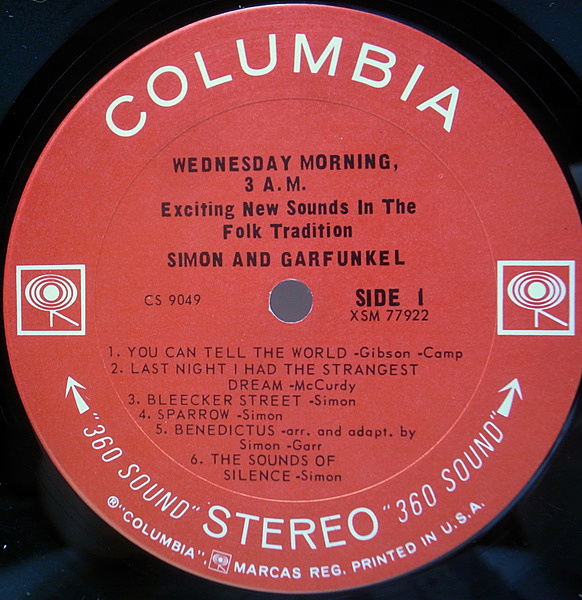 COLUMBIA
WEDNESDAY MORNING,
3 A.M.
Exciting New Sounds In The
Folk Tradition
SIMON AND GARFUNKEL
CS 9049
SIDE 1
XSM 77922
1. YOU CAN TELL THE WORLD -Gibson -Camp
2. LAST NIGHT I HAD THE STRANGEST
DREAM -McCurdy
3. BLEECKER STREET -Simon
4. SPARROW -Simon
5. BENEDICTUS -arr. and adapt. by
Simon -Garr
6. THE SOUNDS OF
SILENCE -Simon
"360 SOUND" STEREO "360 SOUND"
® "COLUMBIA", MARCAS REG. PRINTED IN U.S.A.